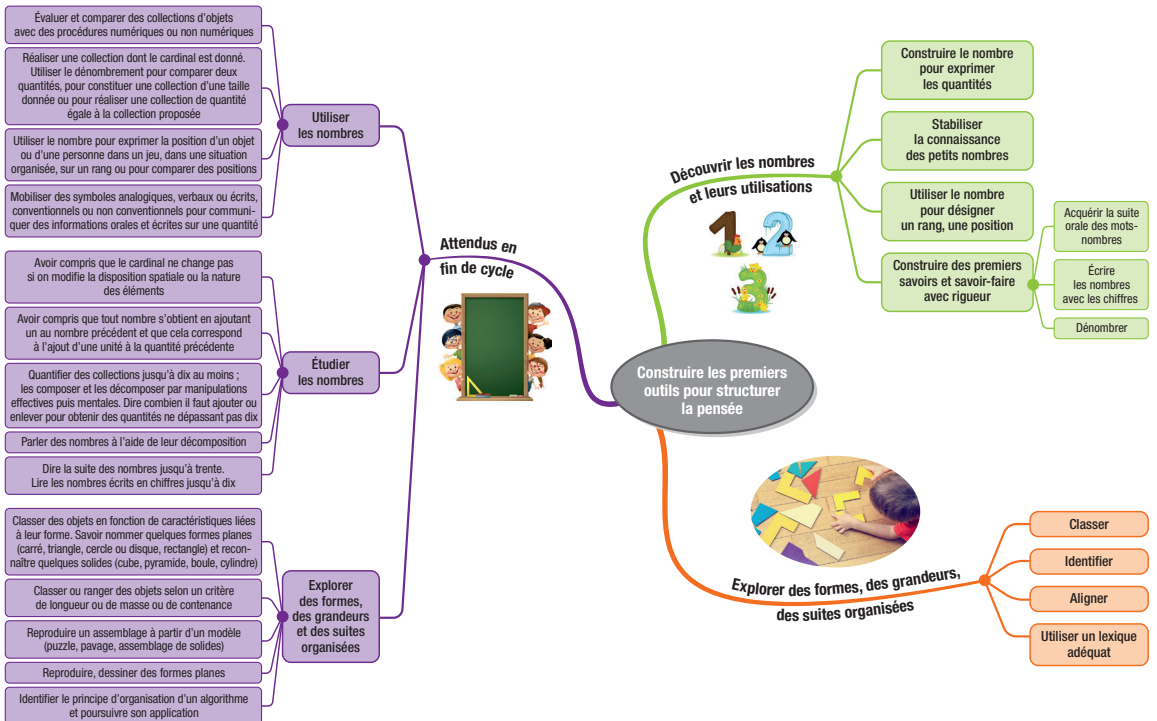 Construire les premiers
outils pour structurer
la pensée
Découvrir les nombres
et leurs utilisations
1 2
3
Construire le nombre
pour exprimer
les quantités
Stabiliser
la connaissance
des petits nombres
Utiliser le nombre
pour désigner
un rang, une position
Construire des premiers
savoirs et savoir-faire
avec rigueur
Acquérir la suite
orale des mots-
nombres
Écrire
les nombres
avec les chiffres
Dénombrer
Explorer des formes, des grandeurs,
des suites organisées
Classer
Identifier
Aligner
Utiliser un lexique
adéquat
Attendus en
fin de cycle
Utiliser
les nombres
Évaluer et comparer des collections d'objets
avec des procédures numériques ou non numériques
Réaliser une collection dont le cardinal est donné.
Utiliser le dénombrement pour comparer deux
quantités, pour constituer une collection d'une taille
donnée ou pour réaliser une collection de quantité
égale à la collection proposée
Utiliser le nombre pour exprimer la position d'un objet
ou d'une personne dans un jeu, dans une situation
organisée, sur un rang ou pour comparer des positions
Mobiliser des symboles analogiques, verbaux ou écrits,
conventionnels ou non conventionnels pour communi-
quer des informations orales et écrites sur une quantité
Étudier
les nombres
Avoir compris que le cardinal ne change pas
si on modifie la disposition spatiale ou la nature
des éléments
Avoir compris que tout nombre s'obtient en ajoutant
un au nombre précédent et que cela correspond
à l'ajout d'une unité à la quantité précédente
Quantifier des collections jusqu'à dix au moins ;
les composer et les décomposer par manipulations
effectives puis mentales. Dire combien il faut ajouter ou
enlever pour obtenir des quantités ne dépassant pas dix
Parler des nombres à l'aide de leur décomposition
Dire la suite des nombres jusqu'à trente.
Lire les nombres écrits en chiffres jusqu'à dix
Explorer
des formes,
des grandeurs
et des suites
organisées
Classer des objets en fonction de caractéristiques liées
à leur forme. Savoir nommer quelques formes planes
(carré, triangle, cercle ou disque, rectangle) et recon-
naître quelques solides (cube, pyramide, boule, cylindre)
Classer ou ranger des objets selon un critère
de longueur ou de masse ou de contenance
Reproduire un assemblage à partir d'un modèle
(puzzle, pavage, assemblage de solides)
Reproduire, dessiner des formes planes
Identifier le principe d'organisation d'un algorithme
et poursuivre son application